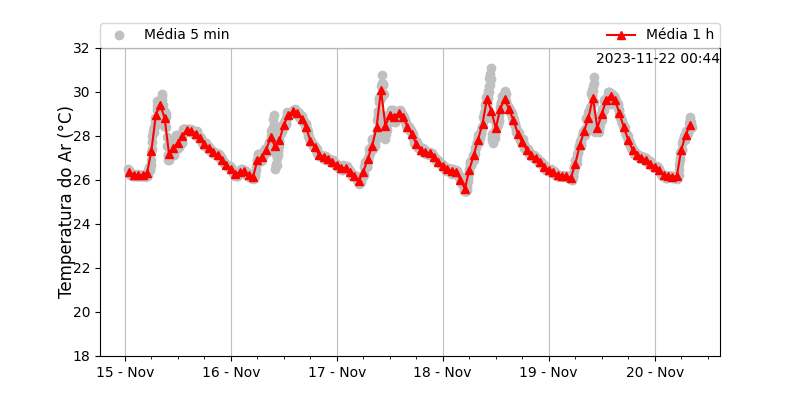 Média 5 min
Média 1 h
2023-11-22 00:44
Temperatura do Ar (°C)
32
30
28
26
24
22
20
18
15 - Nov
16 - Nov
17 - Nov
18 - Nov
19 - Nov
20 - Nov